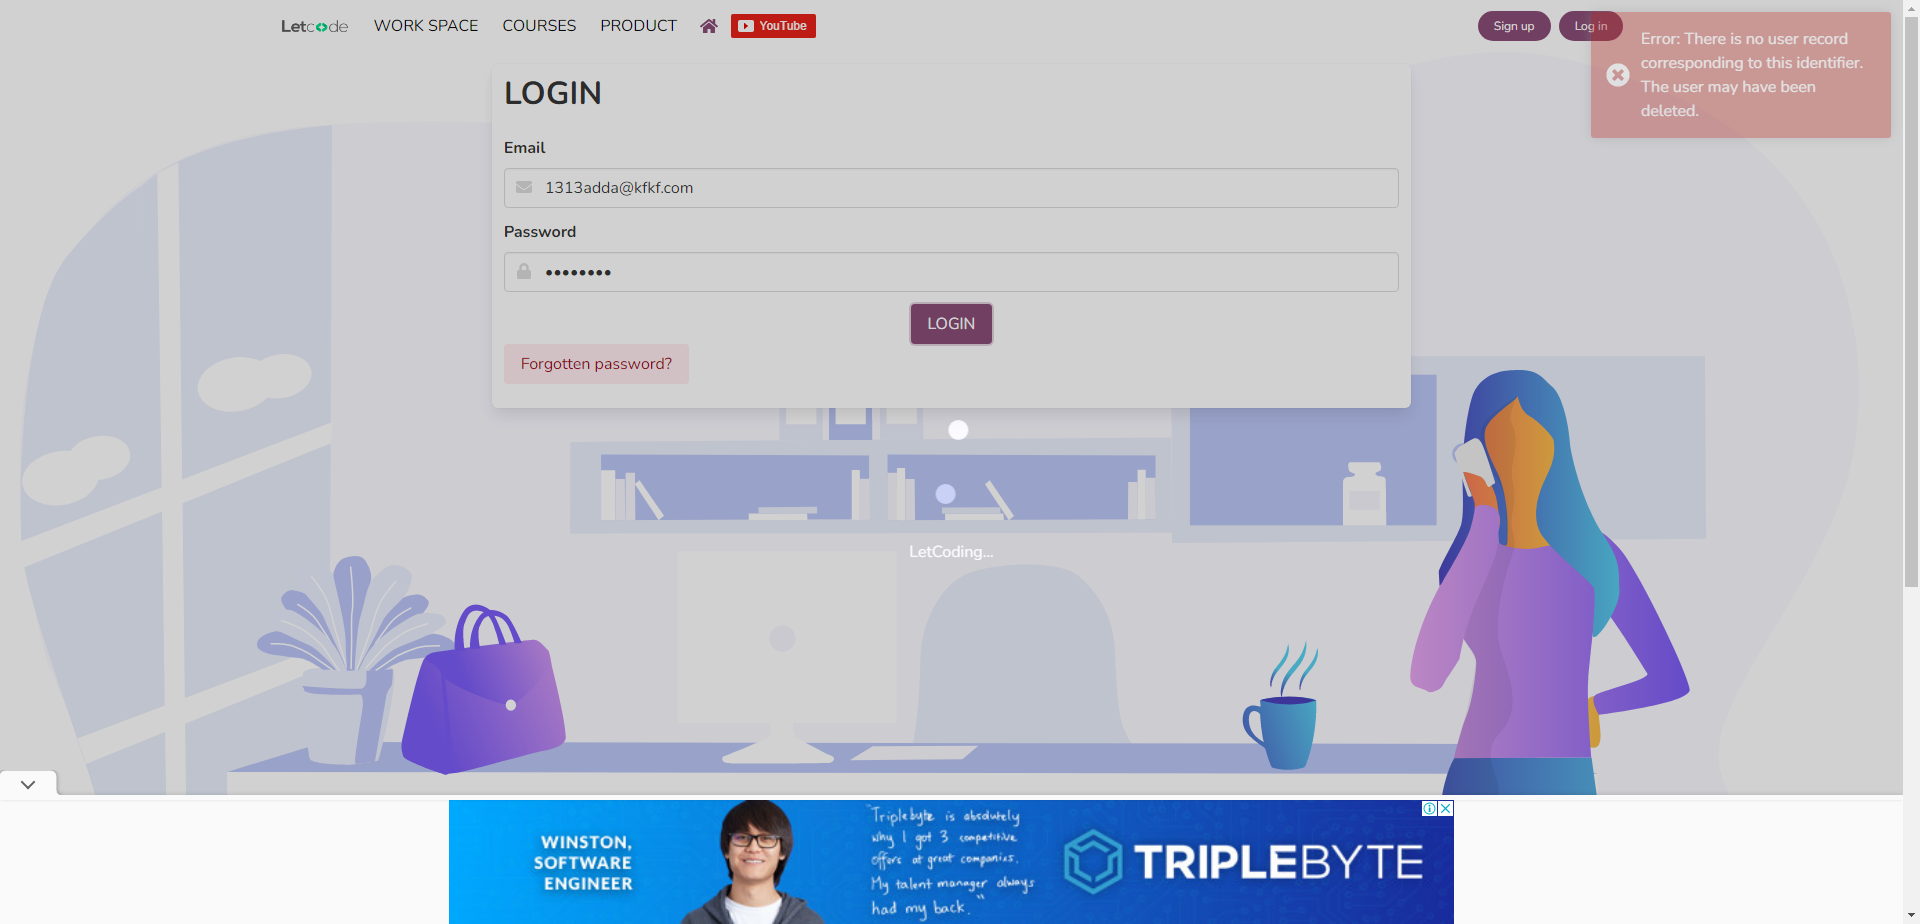 Letcode
WORK SPACE
COURSES
PRODUCT
YouTube
Sign up
Log in
Error: There is no user record
corresponding to this identifier.
The user may have been
deleted.
LOGIN
Email
1313adda@kfkf.com
Password
••••••••
LOGIN
Forgotten password?
LetCoding...
WINSTON,
SOFTWARE
ENGINEER
"Triplebyte is absolutely
why I got 3 competitive
offers at great companies.
My talent manager always
had my back."
TRIPLEBYTE